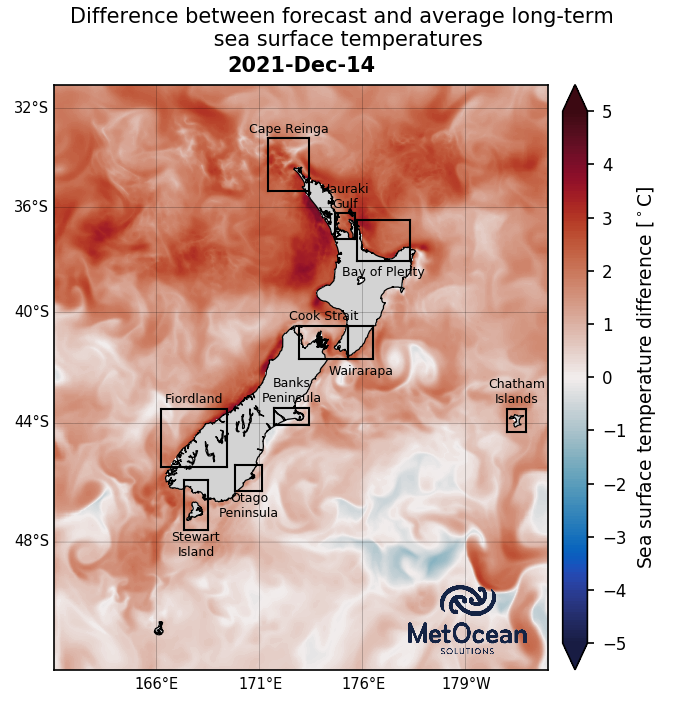 Difference between forecast and average long-term
sea surface temperatures
2021-Dec-14
32°S
36°S
40°S
44°S
48°S
166°E
171°E
176°E
179°W
Cape Reinga
Hauraki
Gulf
Bay of Plenty
Cook Strait
Wairarapa
Banks
Peninsula
Fiordland
Chatham
Islands
Otago
Peninsula
Stewart
Island
MetOcean
SOLUTIONS
5
4
3
2
1
0
−1
−2
−3
−4
−5
Sea surface temperature difference [°C]